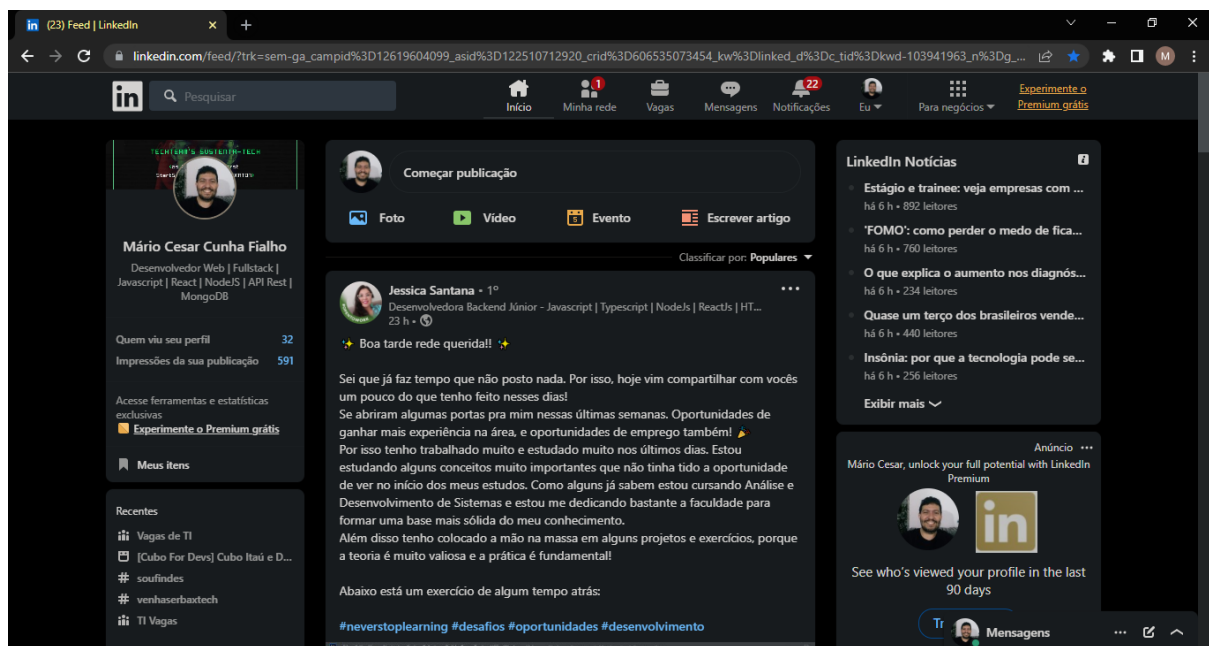 in (23) Feed | LinkedIn
linkedin.com/feed/?trk=sem-ga_campid%3D12619604099_asid%3D122510712920_crid%3D606535073454_kw%3Dlinked_d%3Dc_tid%3Dkwd-103941963_n%3Dg_...
M
in
Pesquisar
Início
1
Minha rede
Vagas
Mensagens
22
Notificações
Eu
Para negócios
Experimente o
Premium grátis
TECHTEAM'S SUSTENTA-TECH
Mário Cesar Cunha Fialho
Desenvolvedor Web | Fullstack |
Javascript | React | NodeJS | API Rest |
MongoDB
Quem viu seu perfil 32
Impressões da sua publicação 591
Acesse ferramentas e estatísticas
exclusivas
Experimente o Premium grátis
Meus itens
Recentes
Vagas de TI
[Cubo For Devs] Cubo Itaú e D...
# soufindes
# venhaserbaxtech
TI Vagas
Começar publicação
Foto
Vídeo
5
Evento
Escrever artigo
Classificar por: Populares
Jessica Santana • 1º
Desenvolvedora Backend Júnior - Javascript | Typescript | NodeJs | ReactJs | HT...
23 h •
✨ Boa tarde rede querida!! ✨
Sei que já faz tempo que não posto nada. Por isso, hoje vim compartilhar com vocês
um pouco do que tenho feito nesses dias!
Se abriram algumas portas pra mim nessas últimas semanas. Oportunidades de
ganhar mais experiência na área, e oportunidades de emprego também! 🎉
Por isso tenho trabalhado muito e estudado muito nos últimos dias. Estou
estudando alguns conceitos muito importantes que não tinha tido a oportunidade
de ver no início dos meus estudos. Como alguns já sabem estou cursando Análise e
Desenvolvimento de Sistemas e estou me dedicando bastante a faculdade para
formar uma base mais sólida do meu conhecimento.
Além disso tenho colocado a mão na massa em alguns projetos e exercícios, porque
a teoria é muito valiosa e a prática é fundamental!
Abaixo está um exercício de algum tempo atrás:
#neverstoplearning #desafios #oportunidades #desenvolvimento
LinkedIn Notícias
Estágio e trainee: veja empresas com ...
há 6 h • 892 leitores
'FOMO': como perder o medo de fica...
há 6 h • 760 leitores
O que explica o aumento nos diagnós...
há 6 h • 234 leitores
Quase um terço dos brasileiros vende...
há 6 h • 440 leitores
Insônia: por que a tecnologia pode se...
há 6 h • 256 leitores
Exibir mais
Anúncio •••
Mário Cesar, unlock your full potential with LinkedIn
Premium
in
See who's viewed your profile in the last
90 days
Tr
Mensagens